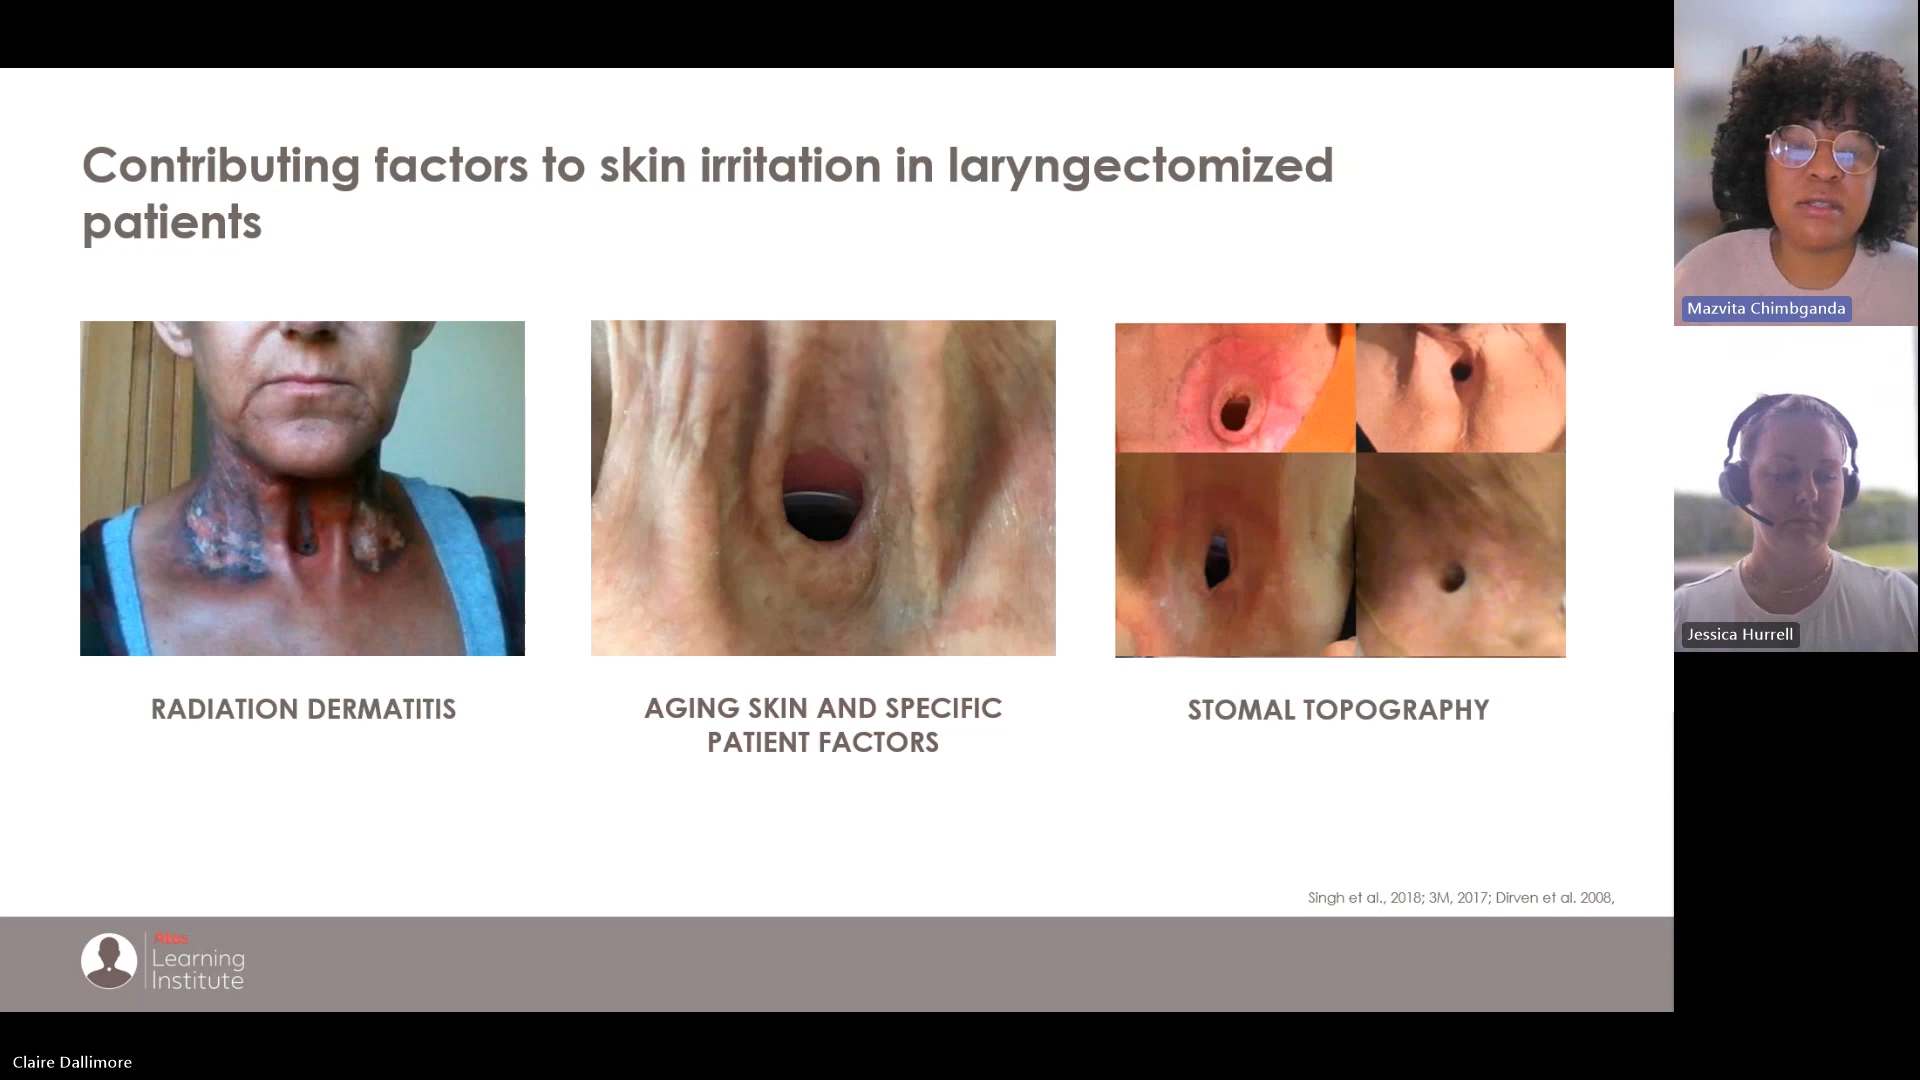 Contributing factors to skin irritation in laryngectomized
patients
RADIATION DERMATITIS
AGING SKIN AND SPECIFIC
PATIENT FACTORS
STOMAL TOPOGRAPHY
Singh et al., 2018; 3M, 2017; Dirven et al. 2008,
Atos
Learning
Institute
Mazvita Chimbganda
Jessica Hurrell
Claire Dallimore